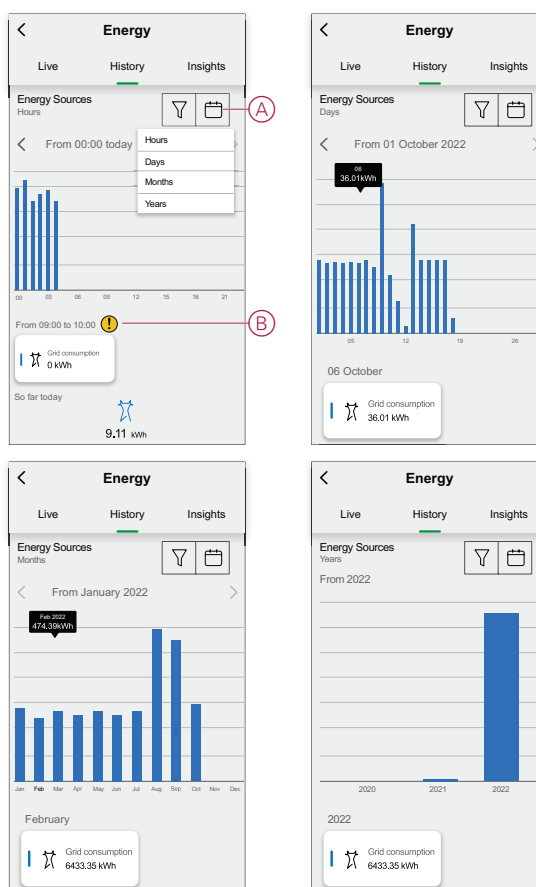 Energy
Live History Insights
Energy Sources
Hours
A
From 00:00 today
Hours
Days
Months
Years
00 03 06 09 12 15 18 21
From 09:00 to 10:00
B
Grid consumption
0 kWh
So far today
9.11 kWh
Energy
Live History Insights
Energy Sources
Days
From 01 October 2022
06
36.01kWh
05 12 19 26
06 October
Grid consumption
36.01 kWh
Energy
Live History Insights
Energy Sources
Months
From January 2022
Feb 2022
474.39kWh
Jan Feb Mar Apr May Jun Jul Aug Sep Oct Nov Dec
February
Grid consumption
6433.35 kWh
Energy
Live History Insights
Energy Sources
Years
From 2022
2020 2021 2022
2022
Grid consumption
6433.35 kWh